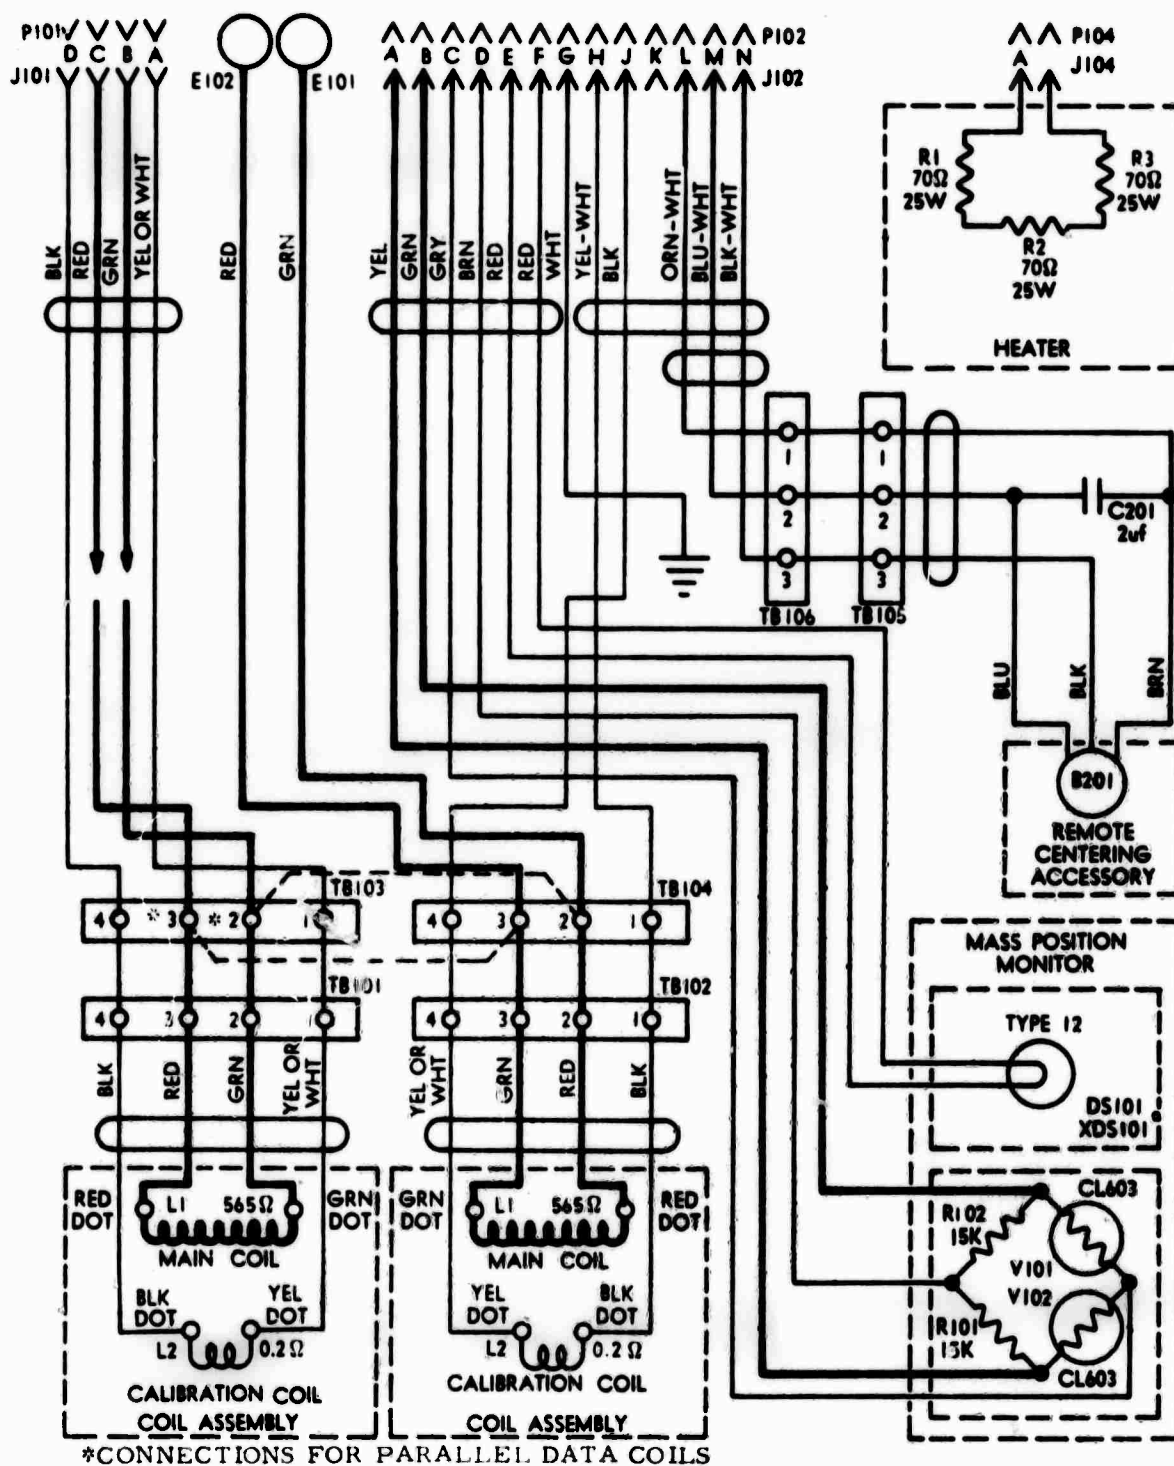 P101 D C B A
J101
E102 E101
A B C D E F G H J K L M N
P102
J102
P104
A
J104
BLK
RED
GRN
YEL OR WHT
RED
GRN
YEL
GRN
GRY
BRN
RED
RED
WHT
YEL-WHT
BLK
ORN-WHT
BLU-WHT
BLK-WHT
R1
70Ω
25W
R3
70Ω
25W
R2
70Ω
25W
HEATER
1 1
2 2
3 3
TB106 TB105
C201
2uf
BLU
BLK
BRN
B201
REMOTE
CENTERING
ACCESSORY
TB103
4 * 3 * 2 1
TB104
4 3 2 1
TB101
4 3 2 1
TB102
4 3 2 1
BLK
RED
GRN
YEL OR
WHT
YEL OR
WHT
GRN
RED
BLK
MASS POSITION
MONITOR
TYPE 12
DS101
XDS101
RED
DOT
L1 565Ω
GRN
DOT
MAIN COIL
BLK
DOT
YEL
DOT
L2 0.2Ω
CALIBRATION COIL
COIL ASSEMBLY
GRN
DOT
L1 565Ω
RED
DOT
MAIN COIL
YEL
DOT
BLK
DOT
L2 0.2Ω
CALIBRATION COIL
COIL ASSEMBLY
CL603
R102
15K
V101
V102
R101
15K
CL603
*CONNECTIONS FOR PARALLEL DATA COILS